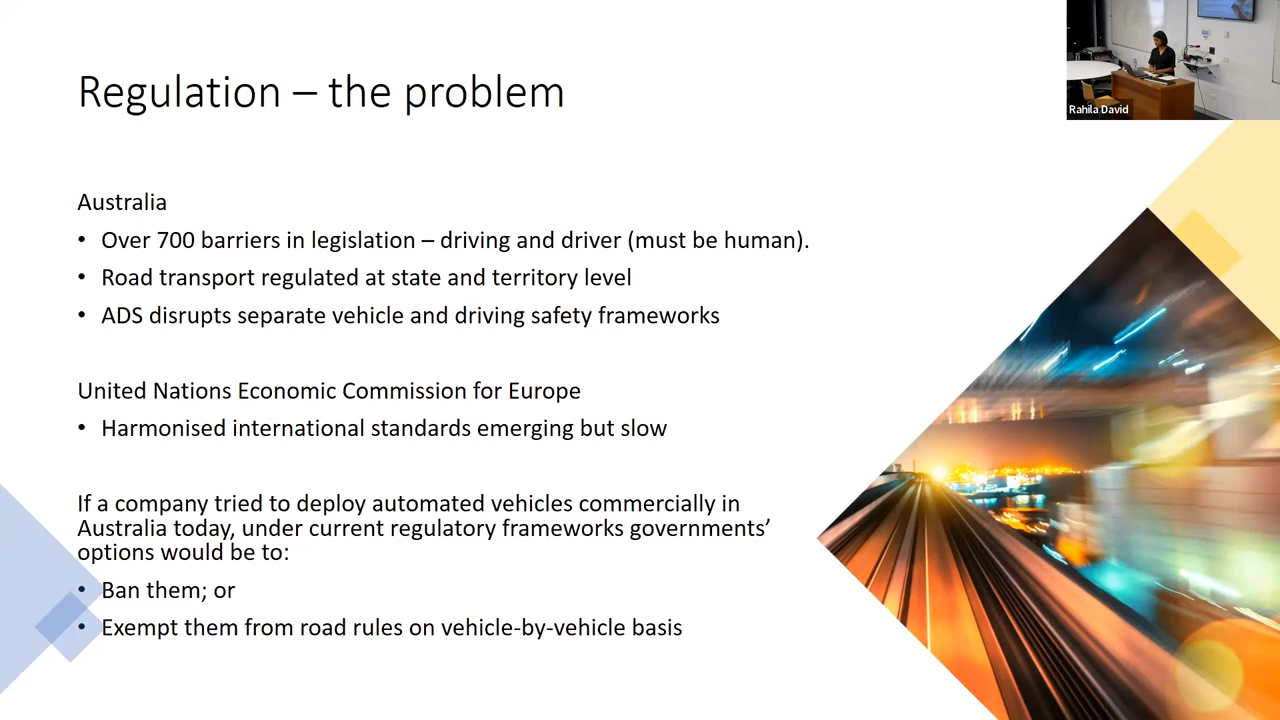 Regulation – the problem
Rahila David
Australia
• Over 700 barriers in legislation – driving and driver (must be human).
• Road transport regulated at state and territory level
• ADS disrupts separate vehicle and driving safety frameworks
United Nations Economic Commission for Europe
• Harmonised international standards emerging but slow
If a company tried to deploy automated vehicles commercially in
Australia today, under current regulatory frameworks governments’
options would be to:
• Ban them; or
• Exempt them from road rules on vehicle-by-vehicle basis